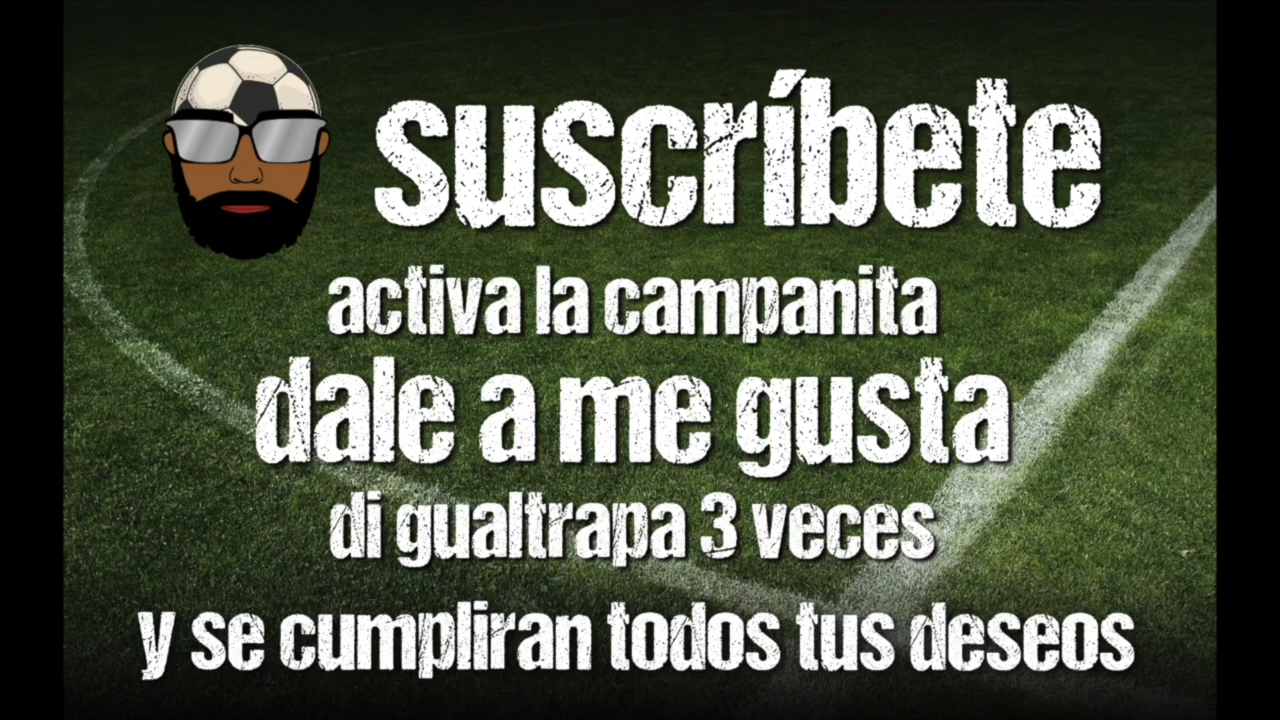 suscríbete
activa la campanita
dale a me gusta
di gualtrapa 3 veces
y se cumpliran todos tus deseos